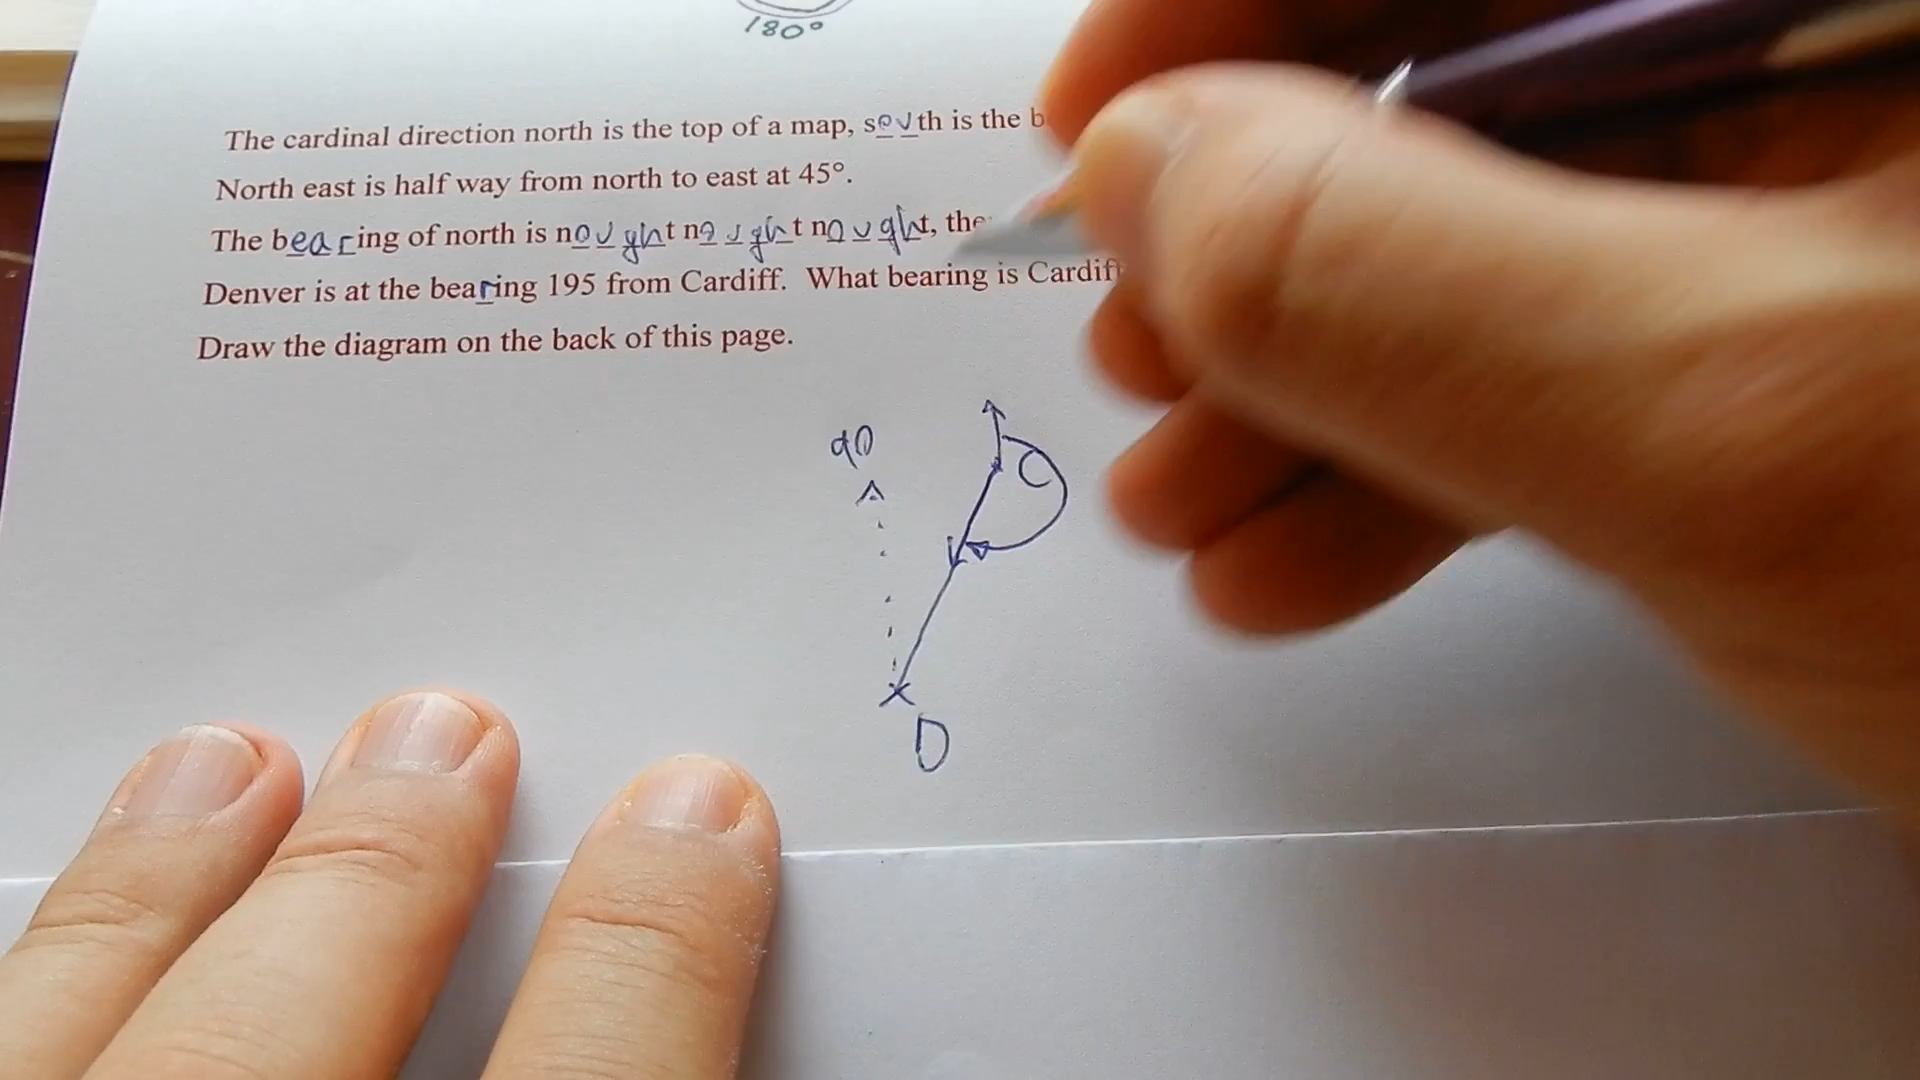 180°
The cardinal direction north is the top of a map, south is the b
North east is half way from north to east at 45°.
The bearing of north is nought nought nought, the
Denver is at the bearing 195 from Cardiff. What bearing is Cardiff
Draw the diagram on the back of this page.
90
C
D